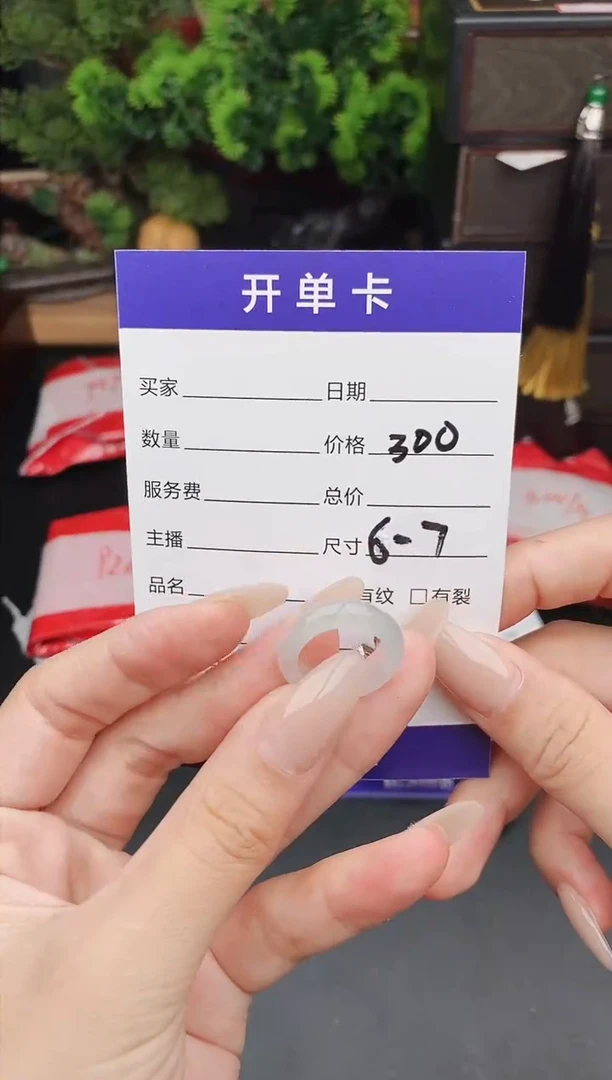 开单卡
买家 日期
数量 价格 300
服务费 总价
主播 尺寸 6-7
品名 有纹 □有裂